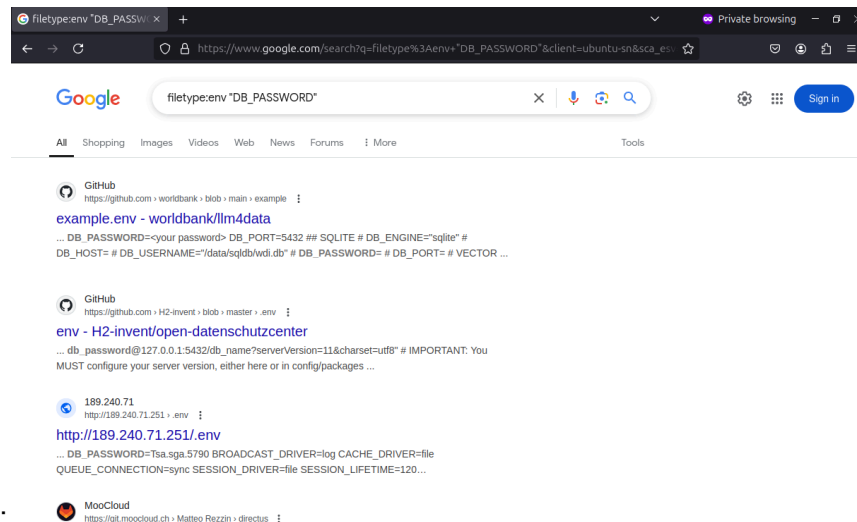 filetype:env "DB_PASSWO
Private browsing
https://www.google.com/search?q=filetype%3Aenv+"DB_PASSWORD"&client=ubuntu-sn&sca_esv
Google
filetype:env "DB_PASSWORD"
Sign in
All Shopping Images Videos Web News Forums More Tools
GitHub
https://github.com › worldbank › blob › main › example
example.env - worldbank/llm4data
... DB_PASSWORD=<your password> DB_PORT=5432 ## SQLITE # DB_ENGINE="sqlite" #
DB_HOST= # DB_USERNAME="/data/sqldb/wdi.db" # DB_PASSWORD= # DB_PORT= # VECTOR ...
GitHub
https://github.com › H2-invent › blob › master › .env
env - H2-invent/open-datenschutzcenter
... db_password@127.0.0.1:5432/db_name?serverVersion=11&charset=utf8" # IMPORTANT: You
MUST configure your server version, either here or in config/packages ...
189.240.71
http://189.240.71.251 › .env
http://189.240.71.251/.env
... DB_PASSWORD=Tsa.sga.5790 BROADCAST_DRIVER=log CACHE_DRIVER=file
QUEUE_CONNECTION=sync SESSION_DRIVER=file SESSION_LIFETIME=120...
MooCloud
https://git.moocloud.ch › Matteo Rezzin › directus
.